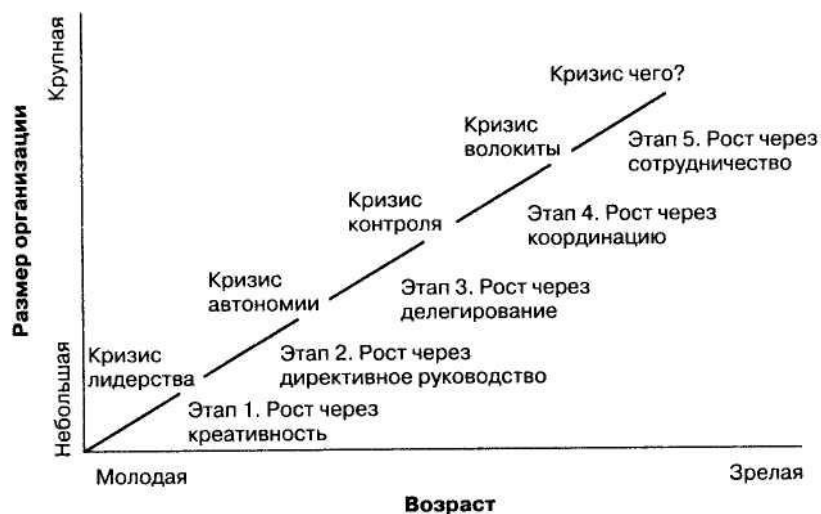 Крупная
Размер организации
Небольшая
Кризис чего?
Кризис
волокиты
Этап 5. Рост через
сотрудничество
Кризис
контроля
Этап 4. Рост через
координацию
Кризис
автономии
Этап 3. Рост через
делегирование
Кризис
лидерства
Этап 2. Рост через
директивное руководство
Этап 1. Рост через
креативность
Молодая
Зрелая
Возраст